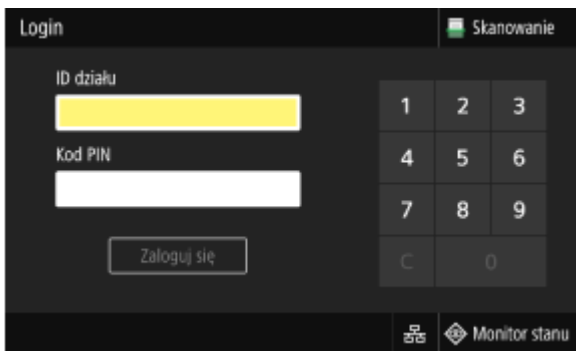 Login
Skanowanie
ID działu
Kod PIN
Zaloguj się
1 2 3
4 5 6
7 8 9
C 0
Monitor stanu